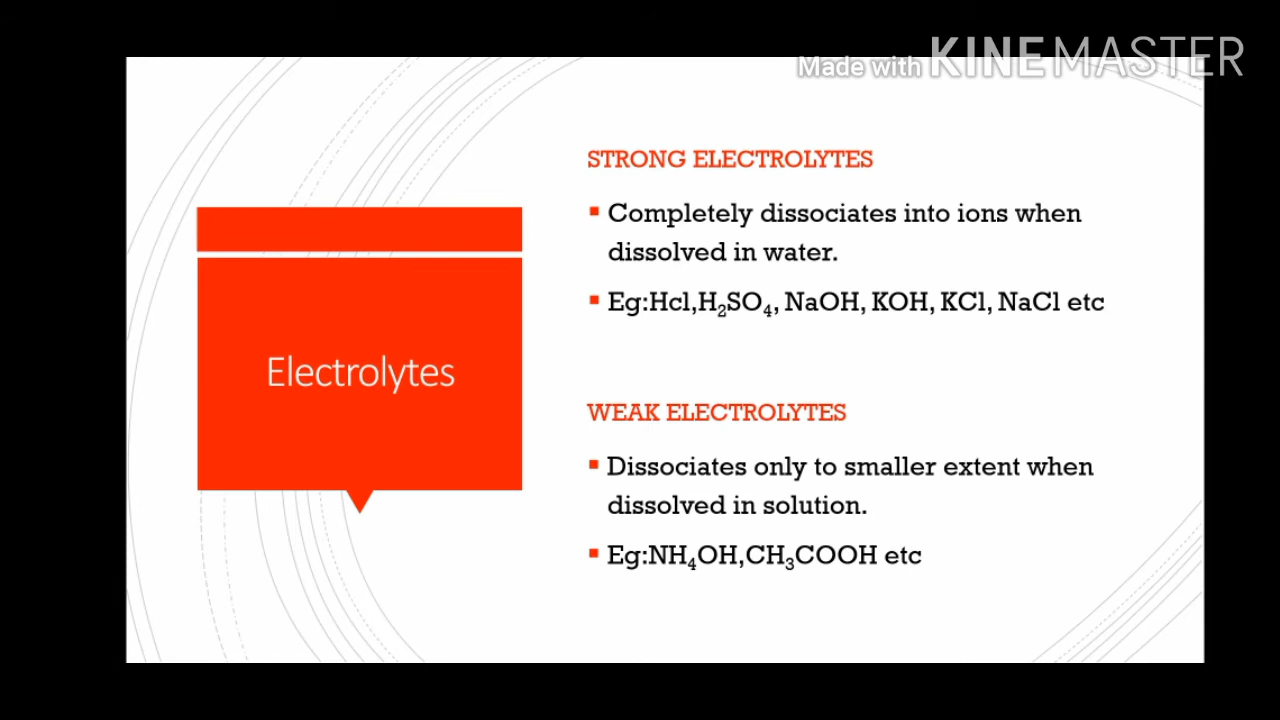 Made with KINEMASTER
STRONG ELECTROLYTES
▪ Completely dissociates into ions when
dissolved in water.
▪ Eg:Hcl,H₂SO₄, NaOH, KOH, KCl, NaCl etc
Electrolytes
WEAK ELECTROLYTES
▪ Dissociates only to smaller extent when
dissolved in solution.
▪ Eg:NH₄OH,CH₃COOH etc